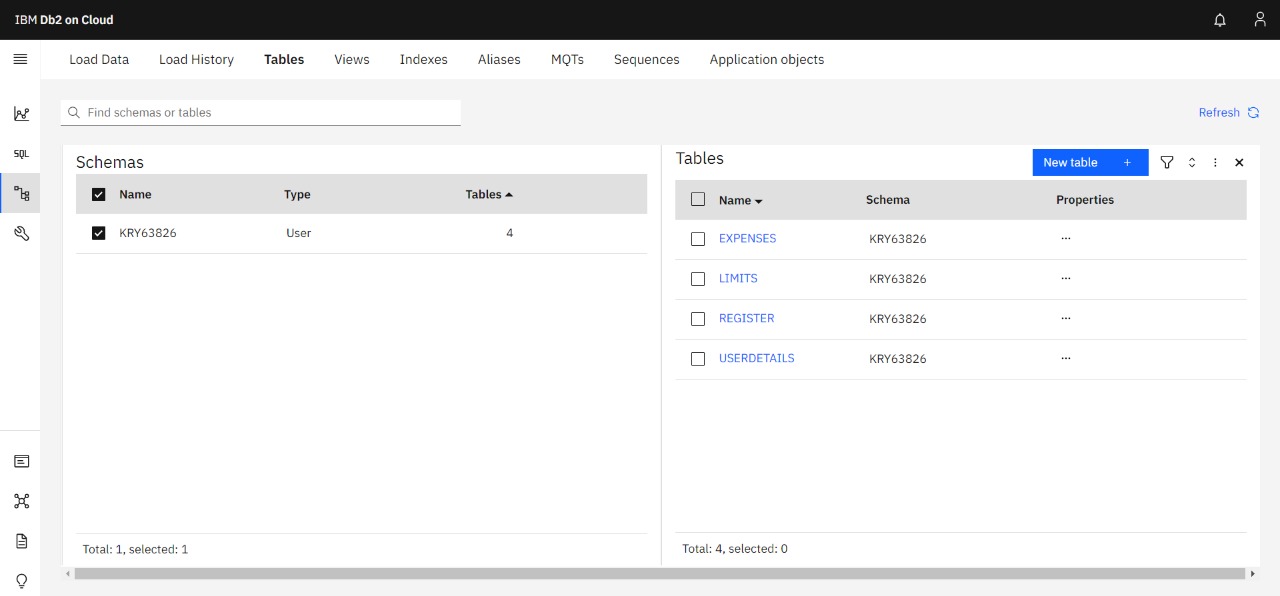 IBM Db2 on Cloud
Load Data Load History Tables Views Indexes Aliases MQTs Sequences Application objects
SQL
Find schemas or tables
Refresh
Schemas
Name Type Tables
KRY63826 User 4
Total: 1, selected: 1
Tables
New table +
Name Schema Properties
EXPENSES KRY63826 ...
LIMITS KRY63826 ...
REGISTER KRY63826 ...
USERDETAILS KRY63826 ...
Total: 4, selected: 0